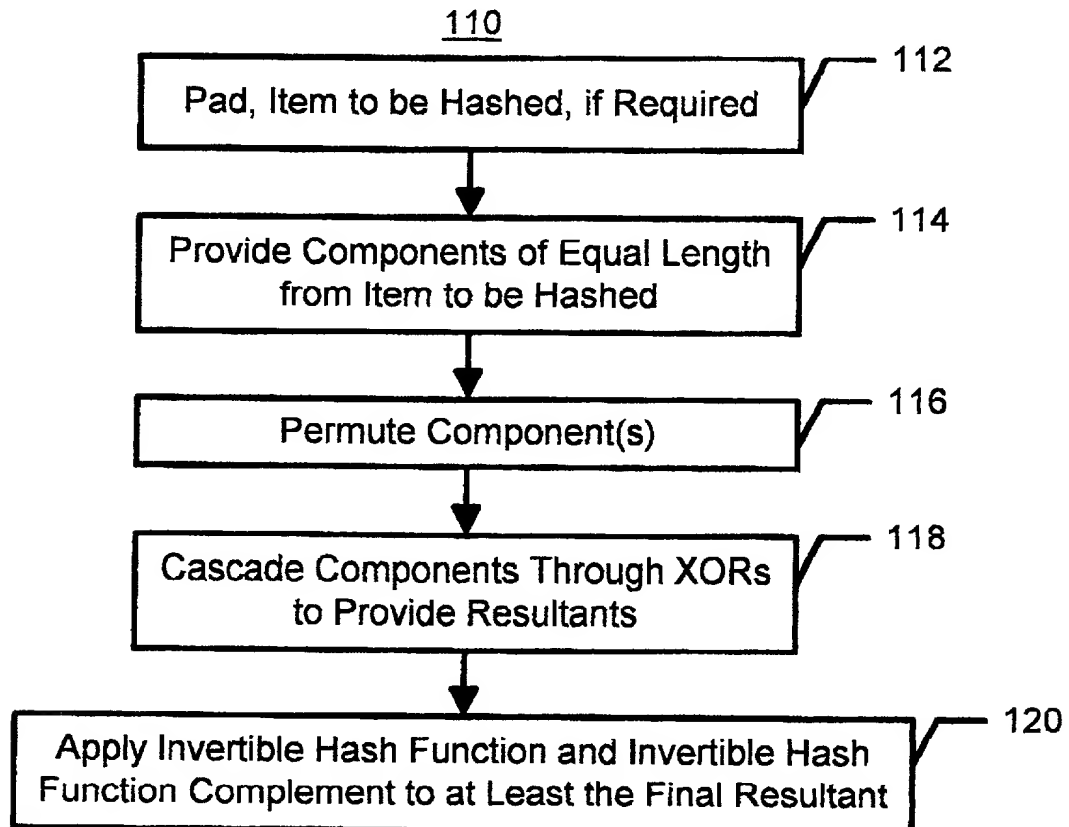 110
Pad, Item to be Hashed, if Required
112
Provide Components of Equal Length
from Item to be Hashed
114
Permute Component(s)
116
Cascade Components Through XORs
to Provide Resultants
118
Apply Invertible Hash Function and Invertible Hash
Function Complement to at Least the Final Resultant
120